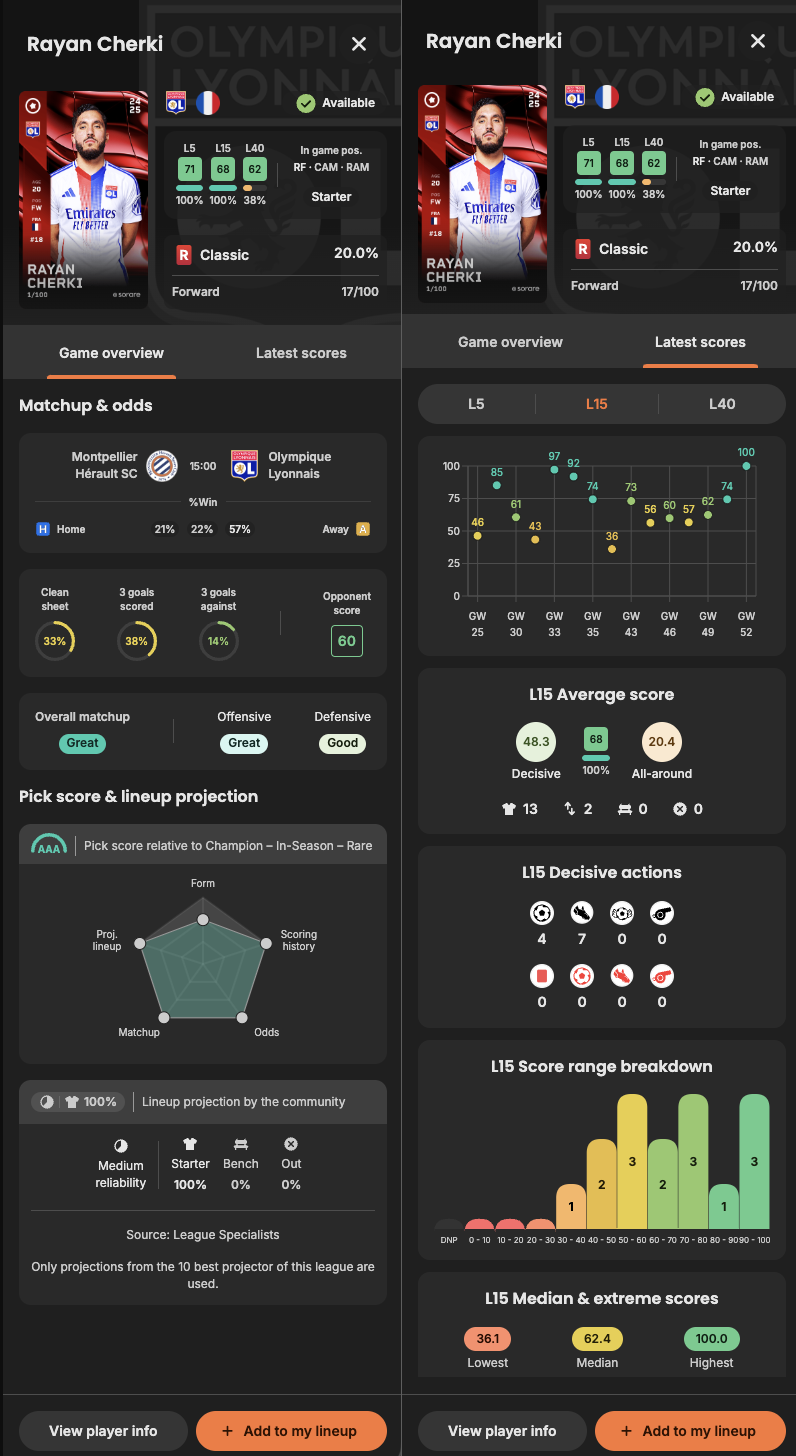 OLYMPIQUE
LYONNAIS
Rayan Cherki
24
25
AGE
20
POS
FW
FRA
#18
Emirates
FLY BETTER
RAYAN
CHERKI
1/100
sorare
Available
L5 L15 L40
71 68 62
100% 100% 38%
In game pos.
RF · CAM · RAM
Starter
R Classic 20.0%
Forward 17/100
Game overview Latest scores
Matchup & odds
Montpellier
Hérault SC
15:00
Olympique
Lyonnais
%Win
H Home 21% 22% 57% Away A
Clean
sheet
33%
3 goals
scored
38%
3 goals
against
14%
Opponent
score
60
Overall matchup Offensive Defensive
Great Great Good
Pick score & lineup projection
AAA Pick score relative to Champion – In-Season – Rare
Form
Proj.
lineup
Scoring
history
Matchup Odds
100% Lineup projection by the community
Medium
reliability
Starter Bench Out
100% 0% 0%
Source: League Specialists
Only projections from the 10 best projector of this league are
used.
View player info + Add to my lineup
OLYMPIQUE
LYONNAIS
Rayan Cherki
24
25
AGE
20
POS
FW
FRA
#18
Emirates
FLY BETTER
RAYAN
CHERKI
1/100
sorare
Available
L5 L15 L40
71 68 62
100% 100% 38%
In game pos.
RF · CAM · RAM
Starter
R Classic 20.0%
Forward 17/100
Game overview Latest scores
L5 L15 L40
100
75
50
25
0
46 85 61 43 97 92 74 36 73 56 60 57 62 74 100
GW GW GW GW GW GW GW GW
25 30 33 35 43 46 49 52
L15 Average score
48.3 68 20.4
Decisive 100% All-around
13 2 0 0
L15 Decisive actions
4 7 0 0
0 0 0 0
L15 Score range breakdown
1 2 3 2 3 1 3
DNP 0 - 10 10 - 20 20 - 30 30 - 40 40 - 50 50 - 60 60 - 70 70 - 80 80 - 90 90 - 100
L15 Median & extreme scores
36.1 62.4 100.0
Lowest Median Highest
View player info + Add to my lineup